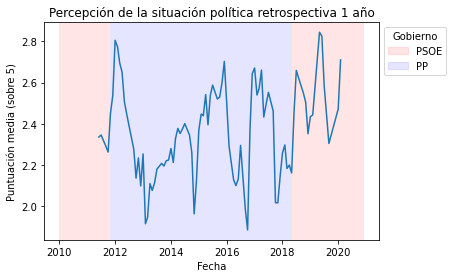 Percepción de la situación política retrospectiva 1 año
Gobierno
PSOE
PP
Puntuación media (sobre 5)
2.8
2.6
2.4
2.2
2.0
2010
2012
2014
2016
2018
2020
Fecha